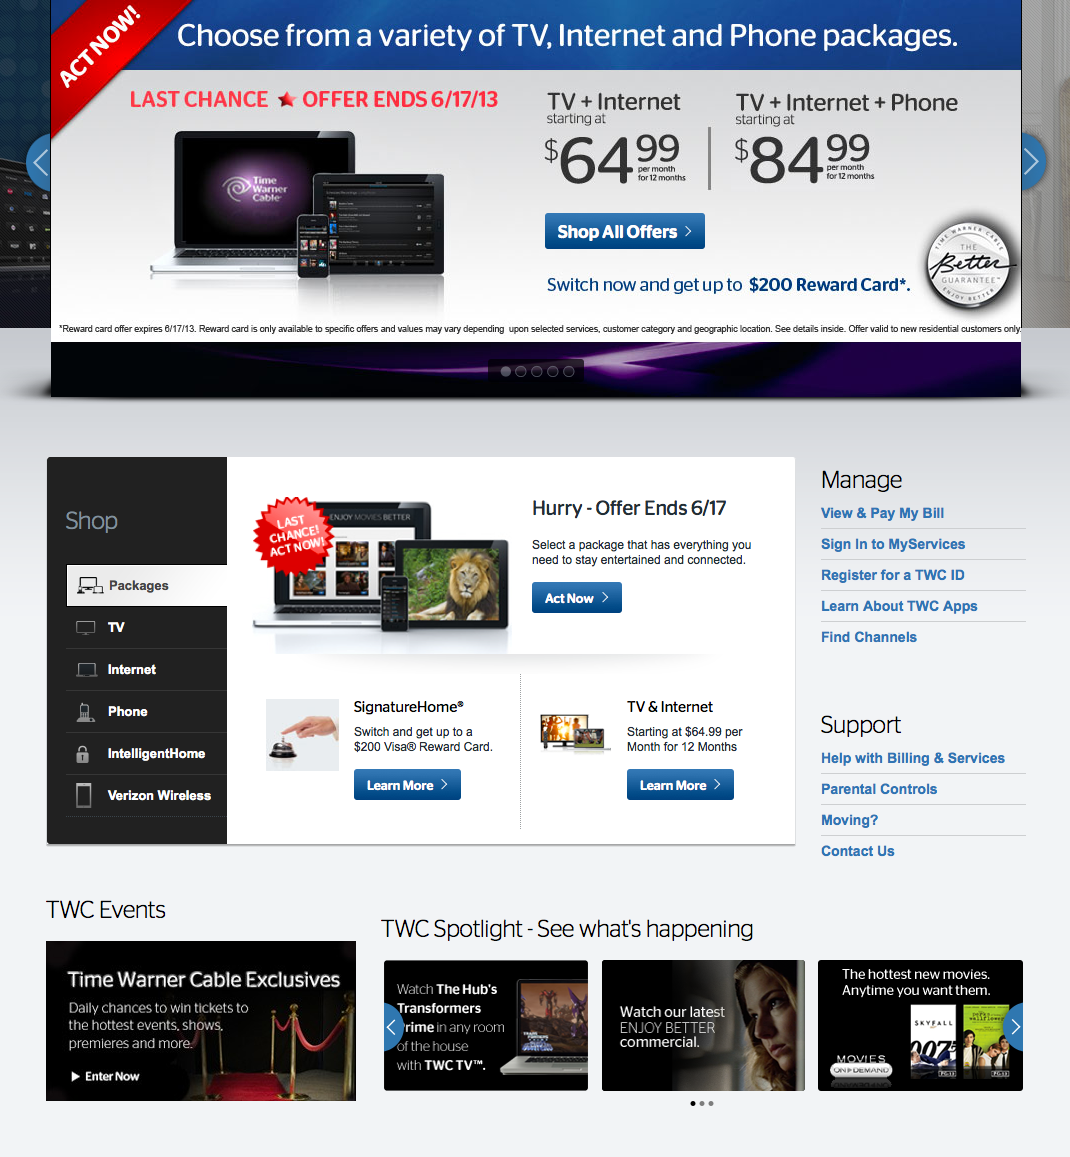 ACT NOW!
Choose from a variety of TV, Internet and Phone packages.
LAST CHANCE ★ OFFER ENDS 6/17/13
Time
Warner
Cable
TV + Internet
starting at
$64.99
per month
for 12 months
TV + Internet + Phone
starting at
$84.99
per month
for 12 months
Shop All Offers
Switch now and get up to $200 Reward Card*.
TIME WARNER CABLE
THE
Better
GUARANTEE™
ENJOY BETTER
*Reward card offer expires 6/17/13. Reward card is only available to specific offers and values may vary depending upon selected services, customer category and geographic location. See details inside. Offer valid to new residential customers only.
Shop
Packages
TV
Internet
Phone
IntelligentHome
Verizon Wireless
LAST
CHANCE!
ACT NOW!
ENJOY MOVIES BETTER
Hurry - Offer Ends 6/17
Select a package that has everything you
need to stay entertained and connected.
Act Now
SignatureHome®
Switch and get up to a
$200 Visa® Reward Card.
Learn More
TV & Internet
Starting at $64.99 per
Month for 12 Months
Learn More
Manage
View & Pay My Bill
Sign In to MyServices
Register for a TWC ID
Learn About TWC Apps
Find Channels
Support
Help with Billing & Services
Parental Controls
Moving?
Contact Us
TWC Events
Time Warner Cable Exclusives
Daily chances to win tickets to
the hottest events, shows,
premieres and more.
Enter Now
TWC Spotlight - See what's happening
Watch The Hub's
Transformers
Prime in any room
of the house
with TWC TV™.
Watch our latest
ENJOY BETTER
commercial.
The hottest new movies.
Anytime you want them.
SKYFALL
007
PG-13
wallflower
PG-13
MOVIES
ON DEMAND